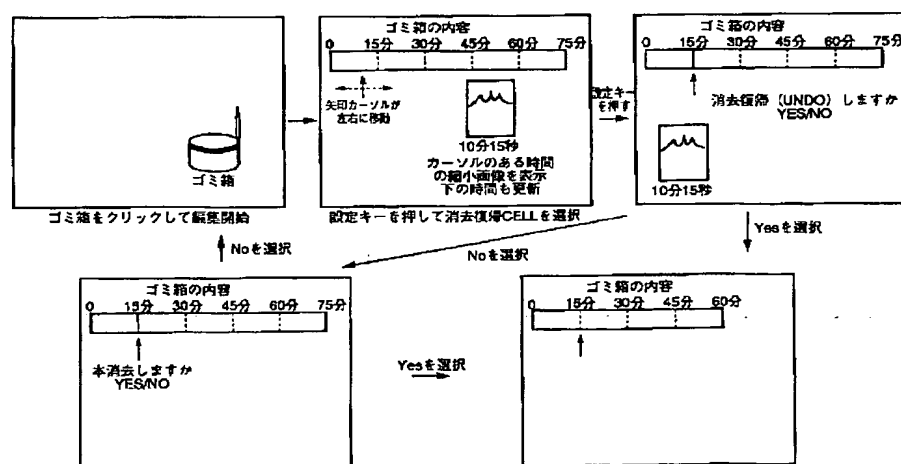 ゴミ箱
ゴミ箱をクリックして編集開始
ゴミ箱の内容
0 15分 30分 45分 60分 75分
矢印カーソルが
左右に移動
10分15秒
カーソルのある時間
の縮小画像を表示
下の時間も更新
設定キーを押して消去復帰CELLを選択
設定キー
を押す
ゴミ箱の内容
0 15分 30分 45分 60分 75分
消去復帰（UNDO）しますか
YES/NO
10分15秒
Noを選択
Noを選択
Yesを選択
ゴミ箱の内容
0 15分 30分 45分 60分 75分
本消去しますか
YES/NO
Yesを選択
ゴミ箱の内容
0 15分 30分 45分 60分